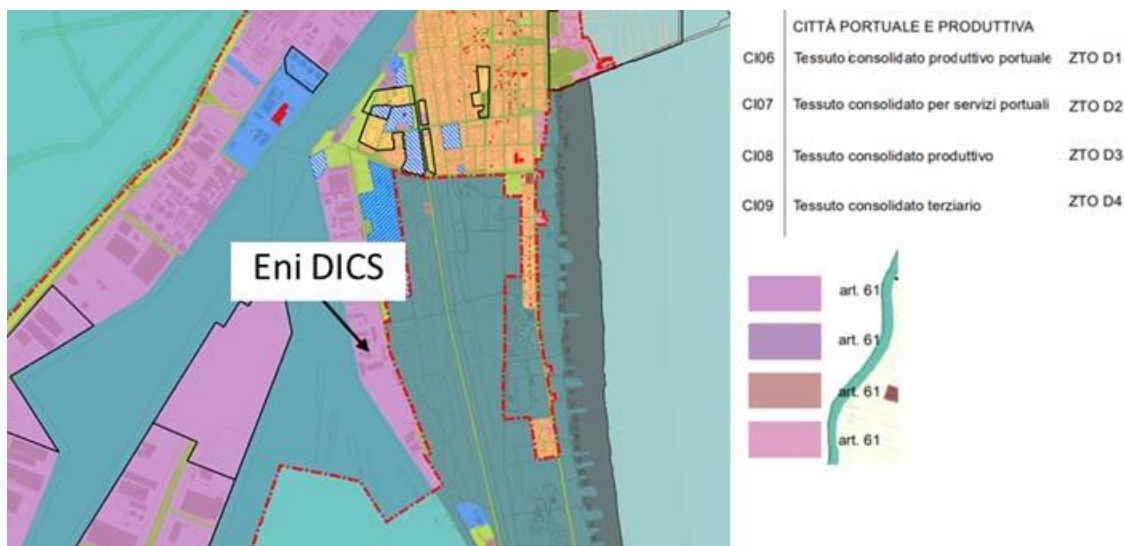 CITTÀ PORTUALE E PRODUTTIVA
CI06 Tessuto consolidato produttivo portuale ZTO D1
CI07 Tessuto consolidato per servizi portuali ZTO D2
CI08 Tessuto consolidato produttivo ZTO D3
CI09 Tessuto consolidato terziario ZTO D4
Eni DICS
art. 61
art. 61
art. 61
art. 61